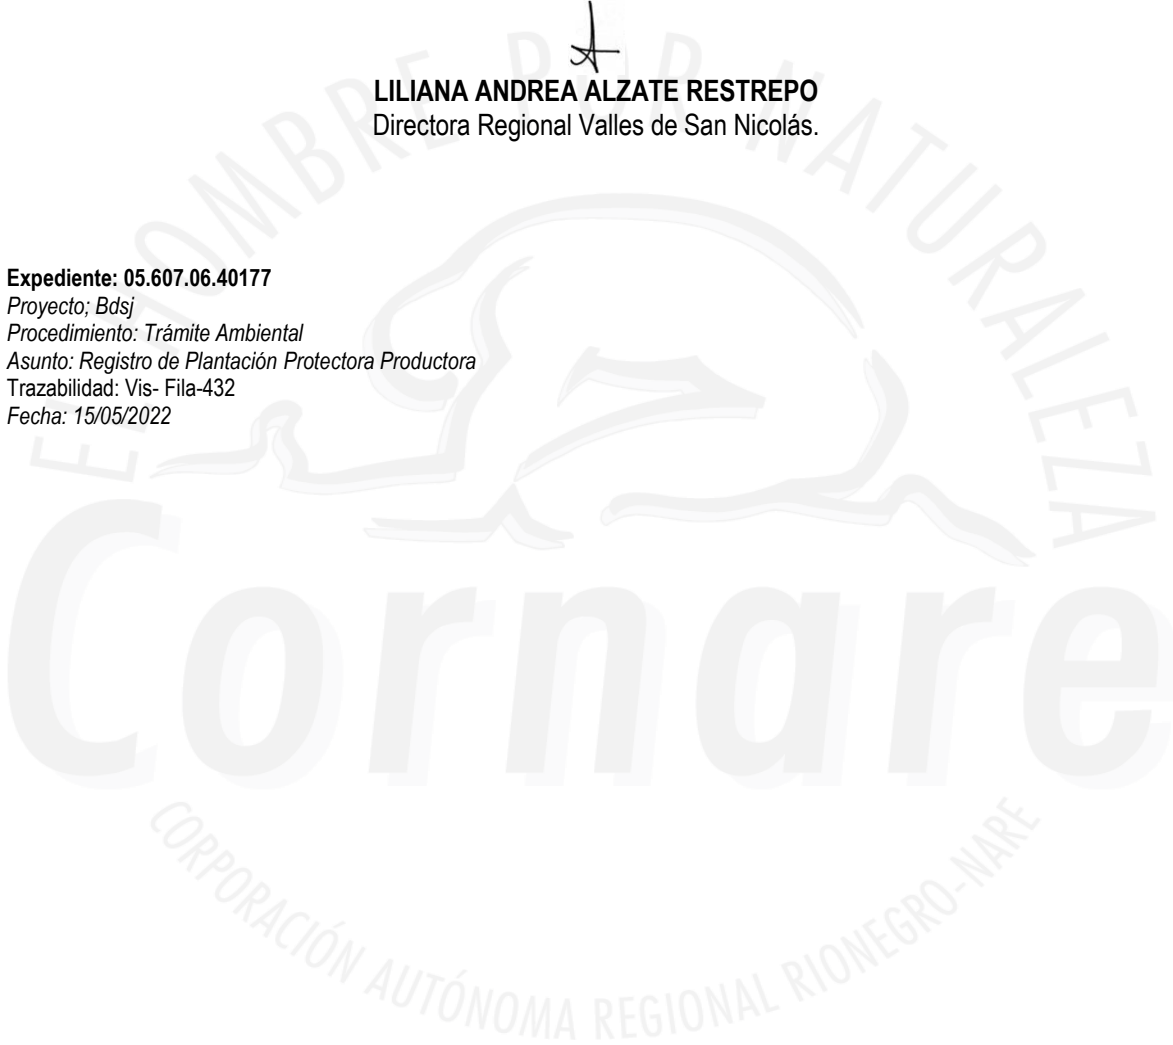 LILIANA ANDREA ALZATE RESTREPO
Directora Regional Valles de San Nicolás.
Expediente: 05.607.06.40177
Proyecto; Bdsj
Procedimiento: Trámite Ambiental
Asunto: Registro de Plantación Protectora Productora
Trazabilidad: Vis- Fila-432
Fecha: 15/05/2022
EL HOMBRE POR NATURALEZA
Cornare
CORPORACIÓN AUTÓNOMA REGIONAL RIONEGRO-NARE